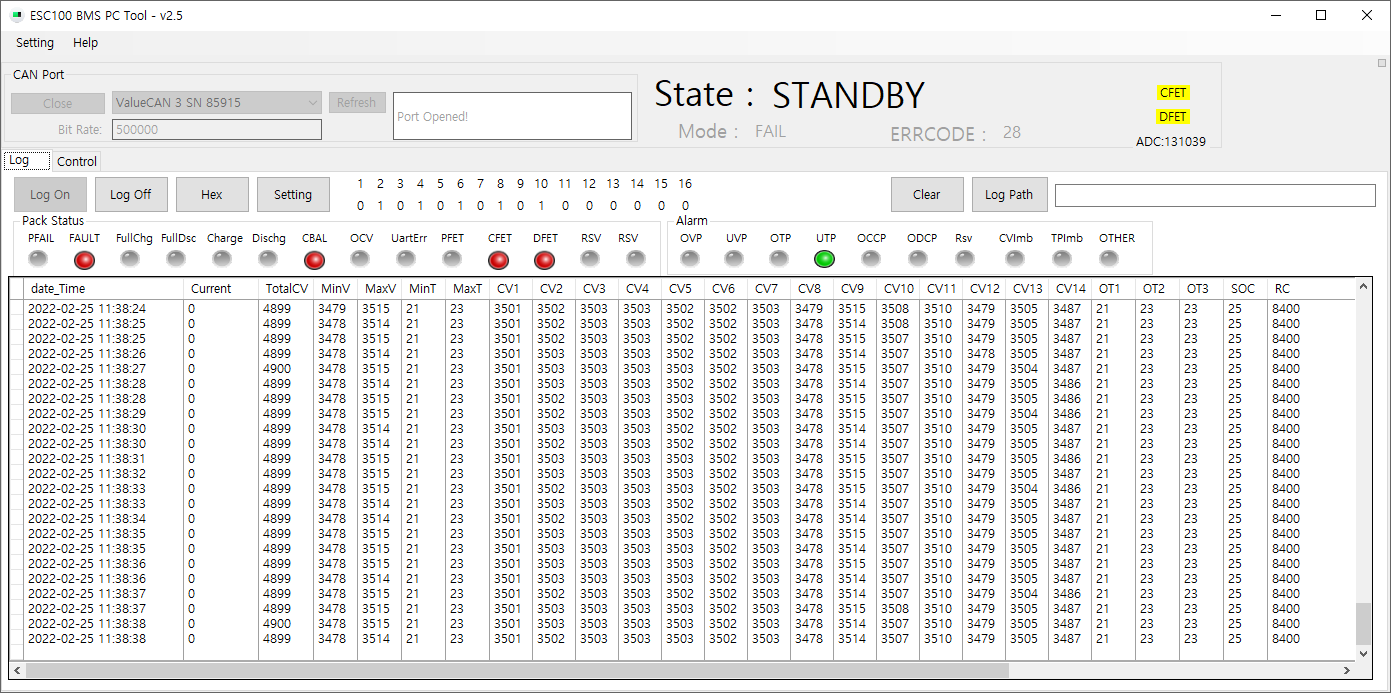 ESC100 BMS PC Tool - v2.5
Setting Help
CAN Port
Close ValueCAN 3 SN 85915 Refresh Port Opened!
Bit Rate: 500000
State : STANDBY
Mode : FAIL ERRCODE : 28
CFET
DFET
ADC:131039
Log Control
Log On Log Off Hex Setting
1 2 3 4 5 6 7 8 9 10 11 12 13 14 15 16
0 1 0 1 0 1 0 1 0 1 0 0 0 0 0 0
Clear Log Path
Pack Status
PFAIL FAULT FullChg FullDsc Charge Dischg CBAL OCV UartErr PFET CFET DFET RSV RSV
Alarm
OVP UVP OTP UTP OCCP ODCP Rsv CVImb TPImb OTHER
date_Time Current TotalCV MinV MaxV MinT MaxT CV1 CV2 CV3 CV4 CV5 CV6 CV7 CV8 CV9 CV10 CV11 CV12 CV13 CV14 OT1 OT2 OT3 SOC RC
2022-02-25 11:38:24 0 4899 3479 3515 21 23 3501 3502 3503 3503 3502 3502 3503 3479 3515 3508 3510 3479 3505 3487 21 23 23 25 8400
2022-02-25 11:38:25 0 4899 3478 3514 21 23 3501 3502 3503 3503 3502 3502 3503 3479 3514 3508 3510 3479 3505 3487 21 23 23 25 8400
2022-02-25 11:38:25 0 4899 3478 3515 21 23 3501 3502 3503 3503 3502 3502 3503 3478 3515 3507 3510 3479 3505 3487 21 23 23 25 8400
2022-02-25 11:38:26 0 4899 3478 3514 21 23 3501 3503 3503 3503 3503 3502 3503 3478 3514 3507 3510 3478 3505 3487 21 23 23 25 8400
2022-02-25 11:38:27 0 4900 3478 3515 21 23 3501 3503 3503 3503 3503 3502 3503 3478 3515 3507 3510 3479 3504 3487 21 23 23 25 8400
2022-02-25 11:38:28 0 4899 3478 3514 21 23 3501 3503 3503 3503 3502 3502 3503 3478 3514 3507 3510 3479 3505 3486 21 23 23 25 8400
2022-02-25 11:38:28 0 4899 3478 3515 21 23 3501 3502 3503 3503 3503 3502 3503 3478 3515 3507 3510 3479 3505 3486 21 23 23 25 8400
2022-02-25 11:38:29 0 4899 3478 3515 21 23 3501 3502 3503 3503 3502 3502 3503 3478 3515 3507 3510 3479 3504 3486 21 23 23 25 8400
2022-02-25 11:38:30 0 4899 3478 3514 21 23 3501 3503 3503 3503 3503 3502 3503 3478 3514 3507 3510 3479 3505 3486 21 23 23 25 8400
2022-02-25 11:38:30 0 4899 3478 3514 21 23 3501 3502 3503 3503 3502 3502 3503 3478 3514 3507 3510 3479 3505 3487 21 23 23 25 8400
2022-02-25 11:38:31 0 4899 3478 3515 21 23 3501 3503 3503 3503 3503 3502 3503 3478 3515 3507 3510 3479 3505 3486 21 23 23 25 8400
2022-02-25 11:38:32 0 4899 3478 3515 21 23 3501 3503 3503 3503 3502 3502 3503 3478 3515 3507 3510 3479 3505 3487 21 23 23 25 8400
2022-02-25 11:38:33 0 4899 3478 3515 21 23 3501 3502 3503 3503 3502 3502 3503 3478 3515 3507 3510 3479 3504 3486 21 23 23 25 8400
2022-02-25 11:38:33 0 4899 3478 3514 21 23 3501 3503 3503 3503 3502 3502 3503 3478 3514 3507 3510 3479 3505 3487 21 23 23 25 8400
2022-02-25 11:38:34 0 4899 3478 3514 21 23 3501 3502 3503 3503 3502 3502 3503 3478 3515 3507 3510 3479 3505 3487 21 23 23 25 8400
2022-02-25 11:38:35 0 4899 3478 3515 21 23 3501 3502 3503 3503 3502 3502 3503 3478 3515 3507 3510 3479 3505 3487 21 23 23 25 8400
2022-02-25 11:38:35 0 4899 3478 3515 21 23 3501 3502 3503 3503 3503 3502 3503 3478 3514 3507 3510 3479 3505 3487 21 23 23 25 8400
2022-02-25 11:38:36 0 4899 3478 3515 21 23 3501 3503 3503 3503 3503 3502 3503 3478 3515 3507 3510 3479 3505 3487 21 23 23 25 8400
2022-02-25 11:38:36 0 4899 3478 3514 21 23 3501 3503 3503 3503 3502 3502 3503 3478 3514 3507 3510 3479 3505 3487 21 23 23 25 8400
2022-02-25 11:38:37 0 4899 3478 3515 21 23 3501 3502 3503 3503 3502 3502 3503 3478 3515 3507 3510 3479 3504 3486 21 23 23 25 8400
2022-02-25 11:38:37 0 4899 3478 3515 21 23 3501 3502 3503 3503 3503 3502 3503 3478 3515 3508 3510 3479 3505 3487 21 23 23 25 8400
2022-02-25 11:38:38 0 4900 3478 3515 21 23 3501 3503 3503 3503 3503 3502 3503 3478 3515 3507 3510 3479 3505 3487 21 23 23 25 8400
2022-02-25 11:38:38 0 4899 3478 3514 21 23 3501 3502 3503 3503 3503 3502 3503 3478 3514 3507 3510 3479 3505 3487 21 23 23 25 8400